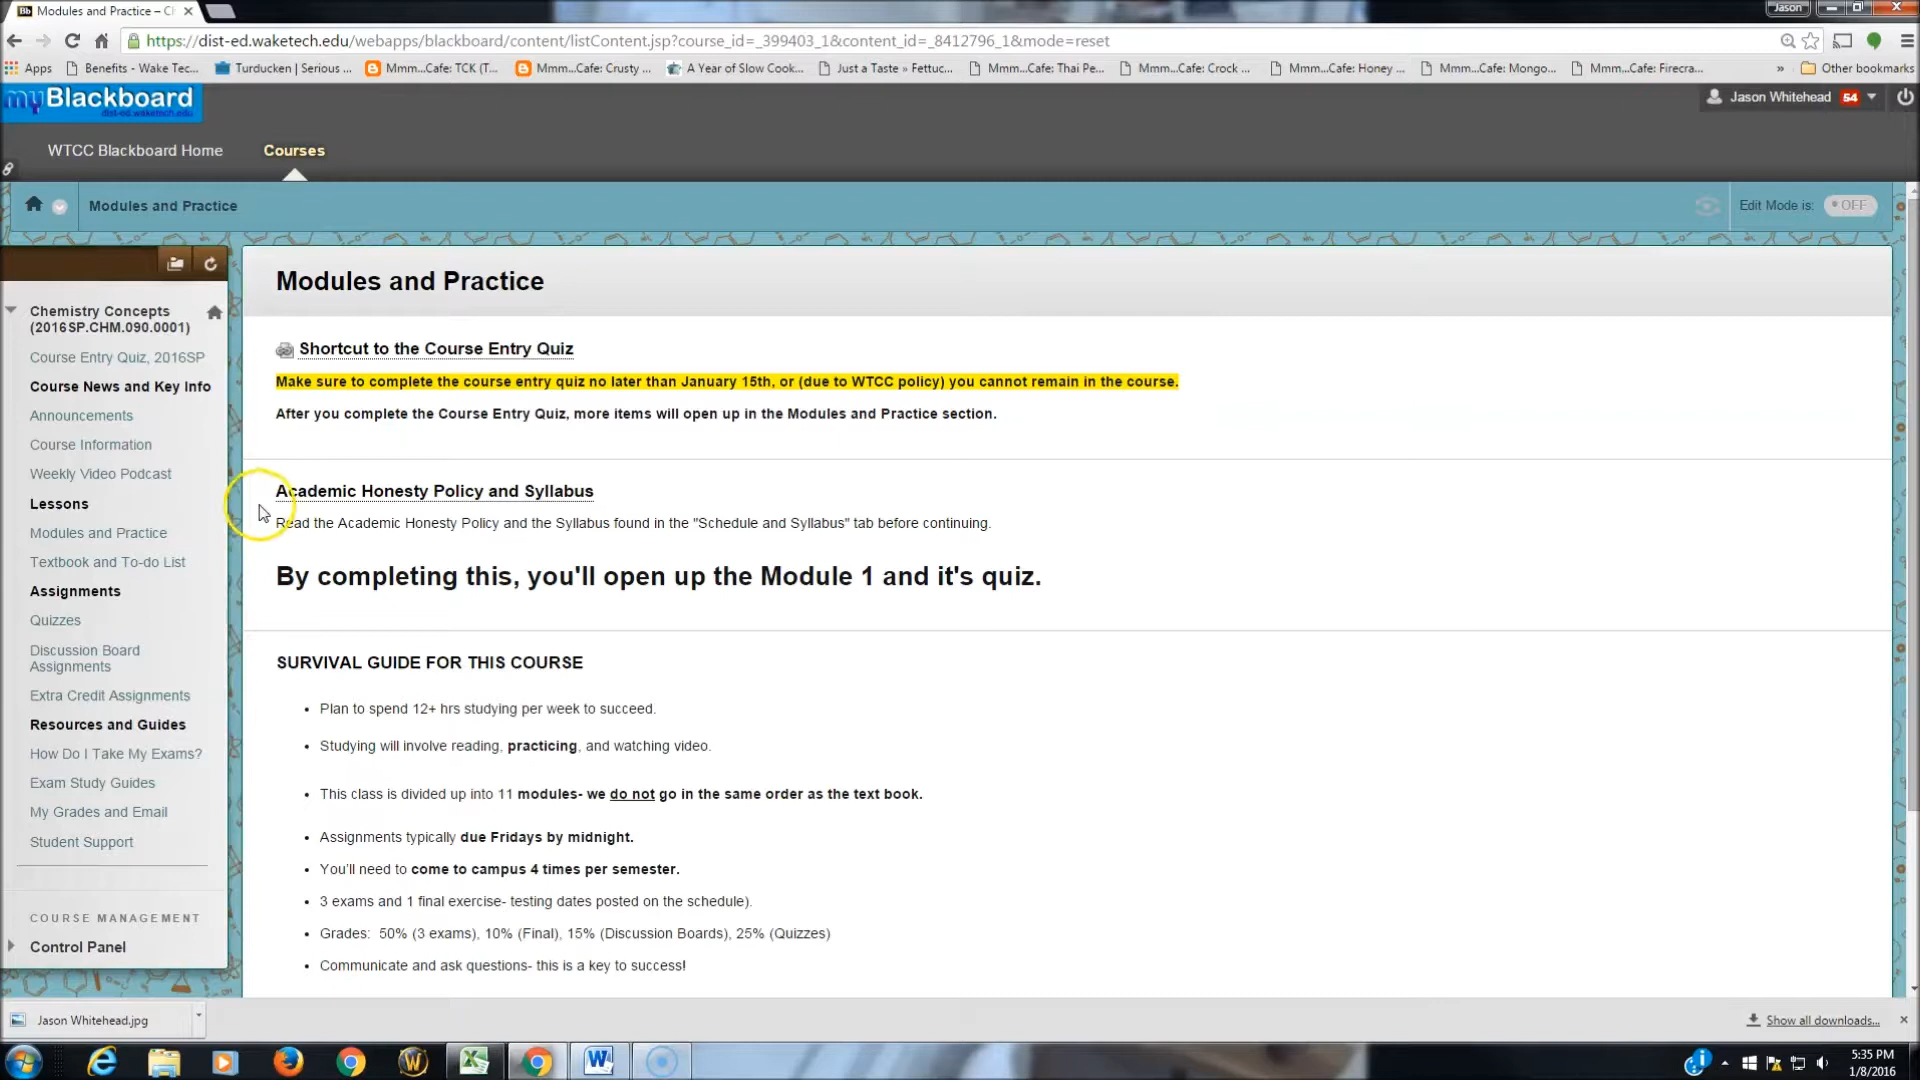 Modules and Practice – C
Jason
https://dist-ed.waketech.edu/webapps/blackboard/content/listContent.jsp?course_id=_399403_1&content_id=_8412796_1&mode=reset
Apps
Benefits - Wake Tec...
Turducken | Serious ...
Mmm...Cafe: TCK (T...
Mmm...Cafe: Crusty ...
A Year of Slow Cook...
Just a Taste » Fettuc...
Mmm...Cafe: Thai Pe...
Mmm...Cafe: Crock ...
Mmm...Cafe: Honey ...
Mmm...Cafe: Mongo...
Mmm...Cafe: Firecra...
»
Other bookmarks
myBlackboard
dist-ed.waketech.edu
Jason Whitehead 54
WTCC Blackboard Home
Courses
Modules and Practice
Edit Mode is: OFF
Chemistry Concepts
(2016SP.CHM.090.0001)
Course Entry Quiz, 2016SP
Course News and Key Info
Announcements
Course Information
Weekly Video Podcast
Lessons
Modules and Practice
Textbook and To-do List
Assignments
Quizzes
Discussion Board
Assignments
Extra Credit Assignments
Resources and Guides
How Do I Take My Exams?
Exam Study Guides
My Grades and Email
Student Support
COURSE MANAGEMENT
Control Panel
Modules and Practice
Shortcut to the Course Entry Quiz
Make sure to complete the course entry quiz no later than January 15th, or (due to WTCC policy) you cannot remain in the course.
After you complete the Course Entry Quiz, more items will open up in the Modules and Practice section.
Academic Honesty Policy and Syllabus
Read the Academic Honesty Policy and the Syllabus found in the "Schedule and Syllabus" tab before continuing.
By completing this, you'll open up the Module 1 and it's quiz.
SURVIVAL GUIDE FOR THIS COURSE
• Plan to spend 12+ hrs studying per week to succeed.
• Studying will involve reading, practicing, and watching video.
• This class is divided up into 11 modules- we do not go in the same order as the text book.
• Assignments typically due Fridays by midnight.
• You'll need to come to campus 4 times per semester.
• 3 exams and 1 final exercise- testing dates posted on the schedule).
• Grades: 50% (3 exams), 10% (Final), 15% (Discussion Boards), 25% (Quizzes)
• Communicate and ask questions- this is a key to success!
Jason Whitehead.jpg
Show all downloads...
5:35 PM
1/8/2016